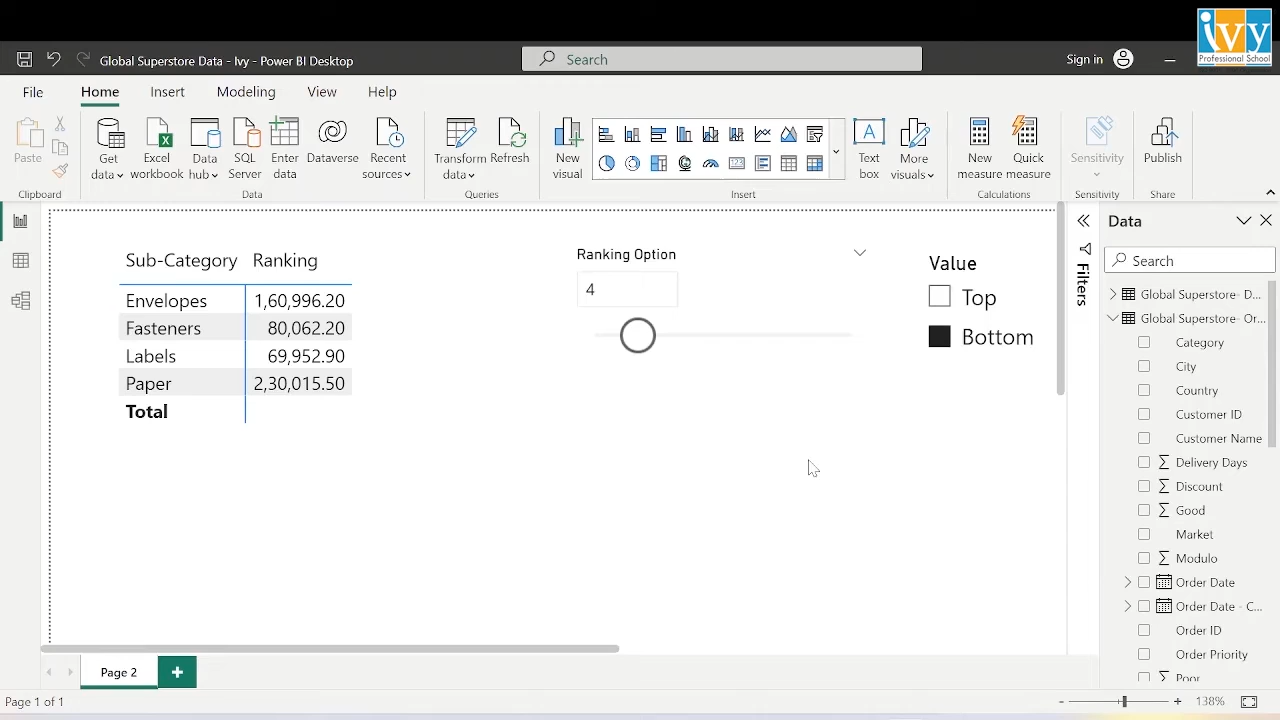 ivy
Professional School
Global Superstore Data - Ivy - Power BI Desktop
Search
Sign in
File
Home
Insert
Modeling
View
Help
Paste
Get data
Excel workbook
Data hub
SQL Server
Enter data
Dataverse
Recent sources
Transform data
Refresh
New visual
Text box
More visuals
New measure
Quick measure
Sensitivity
Publish
Clipboard
Data
Queries
Insert
Calculations
Sensitivity
Share
Sub-Category Ranking
Envelopes 1,60,996.20
Fasteners 80,062.20
Labels 69,952.90
Paper 2,30,015.50
Total
Ranking Option
4
Value
Top
Bottom
Filters
Data
Search
Global Superstore- D...
Global Superstore- Or...
Category
City
Country
Customer ID
Customer Name
Delivery Days
Discount
Good
Market
Modulo
Order Date
Order Date - C...
Order ID
Order Priority
Poor
Page 2
Page 1 of 1
138%